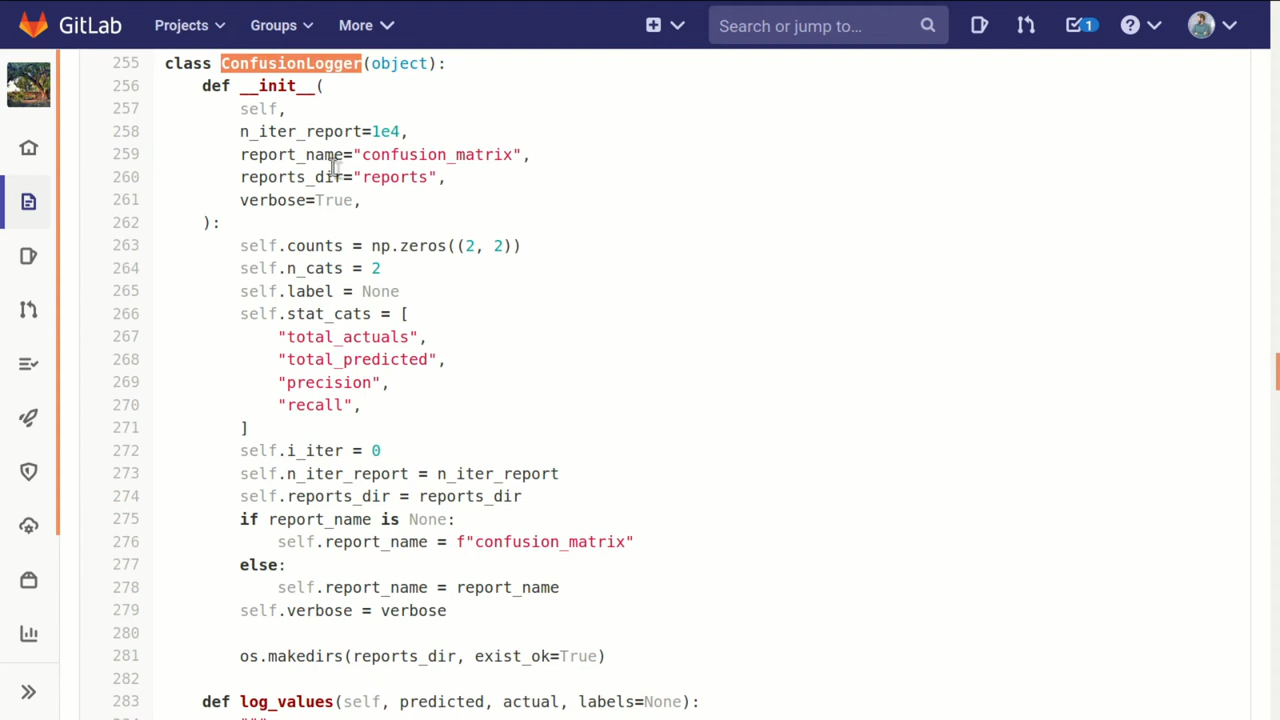 GitLab Projects Groups More Search or jump to... 1
255 class ConfusionLogger(object):
256 def __init__(
257 self,
258 n_iter_report=1e4,
259 report_name="confusion_matrix",
260 reports_dir="reports",
261 verbose=True,
262 ):
263 self.counts = np.zeros((2, 2))
264 self.n_cats = 2
265 self.label = None
266 self.stat_cats = [
267 "total_actuals",
268 "total_predicted",
269 "precision",
270 "recall",
271 ]
272 self.i_iter = 0
273 self.n_iter_report = n_iter_report
274 self.reports_dir = reports_dir
275 if report_name is None:
276 self.report_name = f"confusion_matrix"
277 else:
278 self.report_name = report_name
279 self.verbose = verbose
280
281 os.makedirs(reports_dir, exist_ok=True)
282
283 def log_values(self, predicted, actual, labels=None):
"""